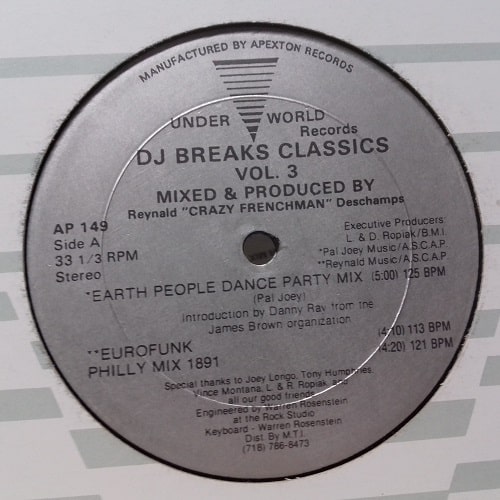 MANUFACTURED BY APEXTON RECORDS
UNDER WORLD
Records
DJ BREAKS CLASSICS
VOL. 3
MIXED & PRODUCED BY
Reynald "CRAZY FRENCHMAN" Deschamps
AP 149
Side A
33 1/3 RPM
Stereo
Executive Producers:
L. & D. Ropiak/B.M.I.
*Pal Joey Music/A.S.C.A.P.
**Reynald Music/A.S.C.A.P.
*EARTH PEOPLE DANCE PARTY MIX (5:00) 125 BPM
(Pal Joey)
Introduction by Danny Ray from the
James Brown organization
**EUROFUNK (4:10) 113 BPM
PHILLY MIX 1891 (4:20) 121 BPM
Special thanks to Joey Longo, Tony Humphries,
Vince Montana, L. & R. Ropiak, and
all our good friends
Engineered by Warren Rosenstein
at the Rock Studio
Keyboard - Warren Rosenstein
Dist. By M.T.I.
(718) 786-8473